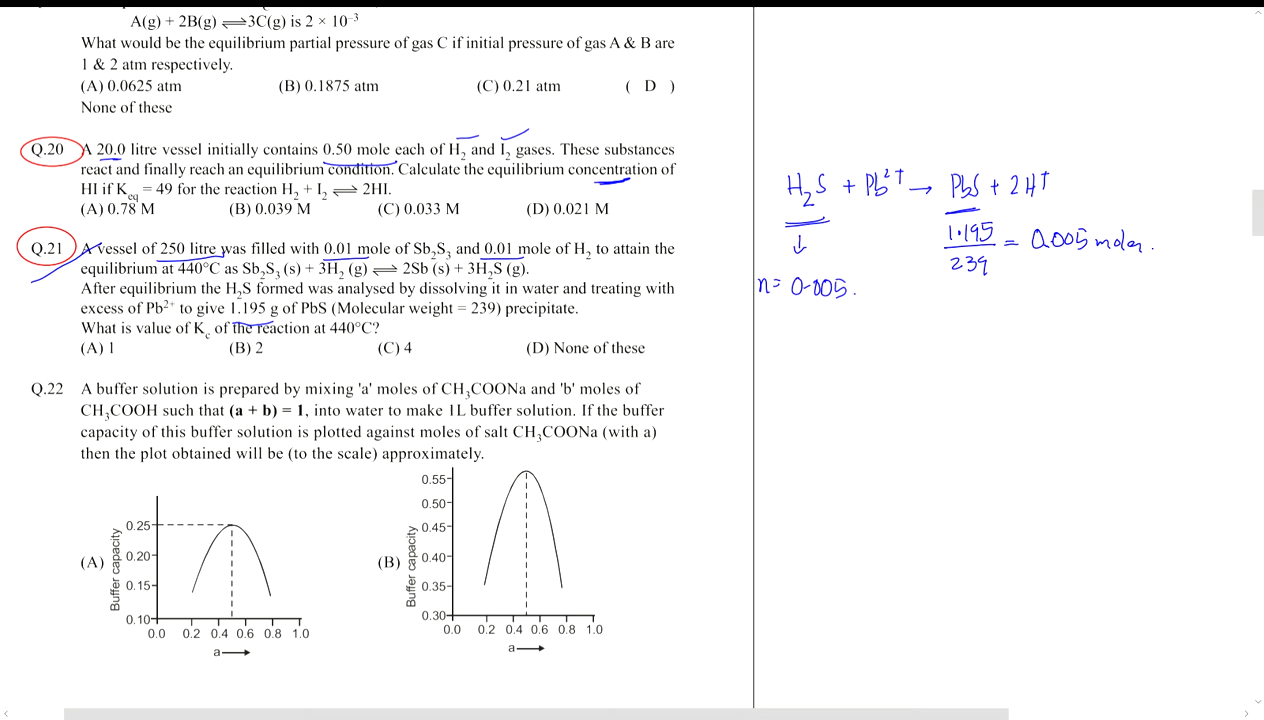 A(g) + 2B(g) ⇌3C(g) is 2 × 10⁻³
What would be the equilibrium partial pressure of gas C if initial pressure of gas A & B are
1 & 2 atm respectively.
(A) 0.0625 atm (B) 0.1875 atm (C) 0.21 atm ( D )
None of these
Q.20 A 20.0 litre vessel initially contains 0.50 mole each of H₂ and I₂ gases. These substances
react and finally reach an equilibrium condition. Calculate the equilibrium concentration of
HI if K_eq = 49 for the reaction H₂ + I₂ ⇌ 2HI.
(A) 0.78 M (B) 0.039 M (C) 0.033 M (D) 0.021 M
Q.21 A vessel of 250 litre was filled with 0.01 mole of Sb₂S₃ and 0.01 mole of H₂ to attain the
equilibrium at 440°C as Sb₂S₃ (s) + 3H₂ (g) ⇌ 2Sb (s) + 3H₂S (g).
After equilibrium the H₂S formed was analysed by dissolving it in water and treating with
excess of Pb²⁺ to give 1.195 g of PbS (Molecular weight = 239) precipitate.
What is value of K_c of the reaction at 440°C?
(A) 1 (B) 2 (C) 4 (D) None of these
Q.22 A buffer solution is prepared by mixing 'a' moles of CH₃COONa and 'b' moles of
CH₃COOH such that (a + b) = 1, into water to make 1L buffer solution. If the buffer
capacity of this buffer solution is plotted against moles of salt CH₃COONa (with a)
then the plot obtained will be (to the scale) approximately.
(A)
Buffer capacity
0.25
0.20
0.15
0.10
0.0 0.2 0.4 0.6 0.8 1.0
a→
(B)
Buffer capacity
0.55
0.50
0.45
0.40
0.35
0.30
0.0 0.2 0.4 0.6 0.8 1.0
a→
H₂S + Pb²⁺ → PbS + 2H⁺
1.195
239
= 0.005 moles.
↓
n = 0.005.